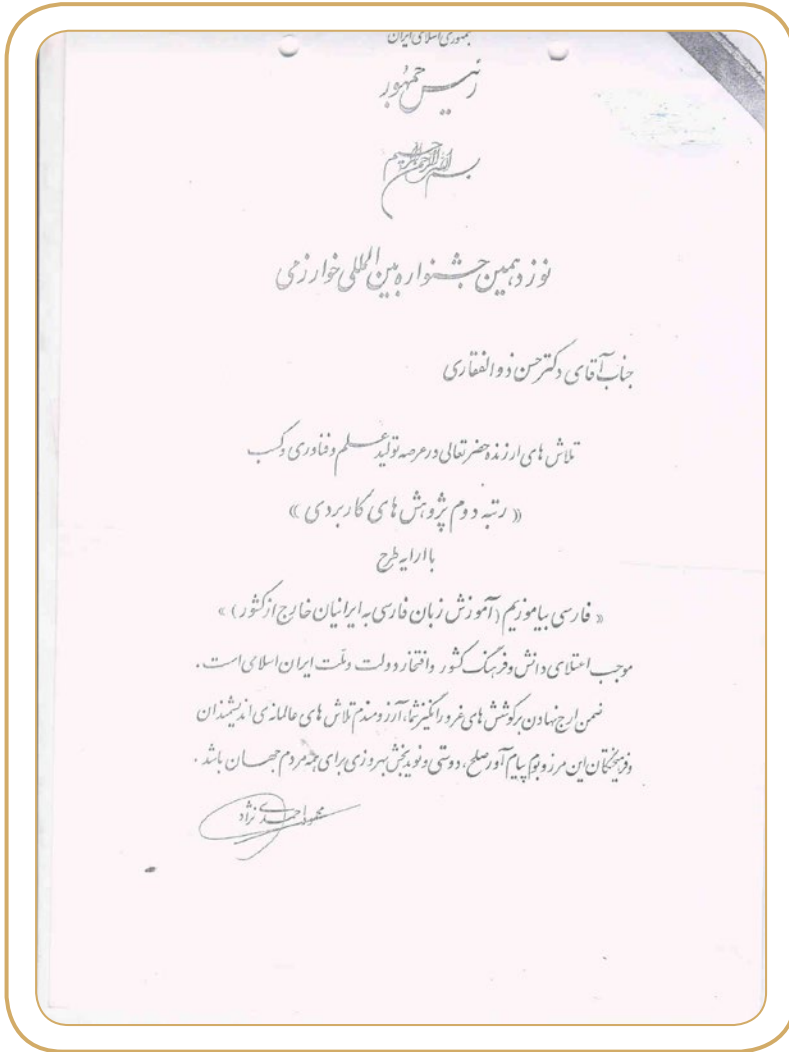 جمهوری اسلامی ایران
رئیس جمهور
بسم الله الرحمن الرحیم
نوزدهمین جشنواره بین المللی خوارزمی
جناب آقای دکتر حسن ذوالفقاری
تلاش های ارزنده حضرتعالی در عرصه تولید علم و فناوری و کسب
« رتبه دوم پژوهش های کاربردی »
با ارایه طرح
« فارسی بیاموزیم (آموزش زبان فارسی به ایرانیان خارج از کشور) »
موجب اعتلای دانش و فرهنگ کشور و افتخار دولت و ملّت ایران اسلامی است .
ضمن ارج نهادن بر کوشش های غرورانگیز شما، آرزومندم تلاش های عالمانه ی اندیشمندان
و فرهیختگان این مرز و بوم پیام آور صلح، دوستی و نویدبخش بهروزی برای همه مردم جهان باشد .
محمود احمدی نژاد